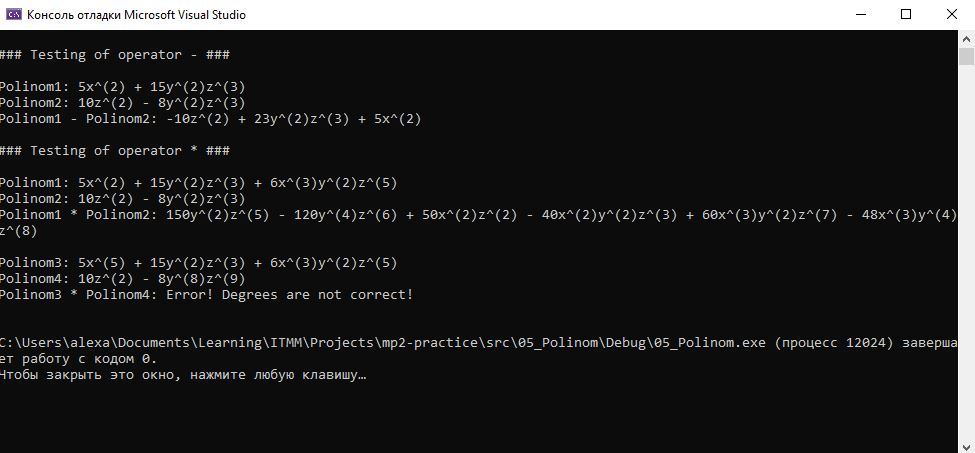 Консоль отладки Microsoft Visual Studio
### Testing of operator - ###
Polinom1: 5x^(2) + 15y^(2)z^(3)
Polinom2: 10z^(2) - 8y^(2)z^(3)
Polinom1 - Polinom2: -10z^(2) + 23y^(2)z^(3) + 5x^(2)
### Testing of operator * ###
Polinom1: 5x^(2) + 15y^(2)z^(3) + 6x^(3)y^(2)z^(5)
Polinom2: 10z^(2) - 8y^(2)z^(3)
Polinom1 * Polinom2: 150y^(2)z^(5) - 120y^(4)z^(6) + 50x^(2)z^(2) - 40x^(2)y^(2)z^(3) + 60x^(3)y^(2)z^(7) - 48x^(3)y^(4)
z^(8)
Polinom3: 5x^(5) + 15y^(2)z^(3) + 6x^(3)y^(2)z^(5)
Polinom4: 10z^(2) - 8y^(8)z^(9)
Polinom3 * Polinom4: Error! Degrees are not correct!
C:\Users\alexa\Documents\Learning\ITMM\Projects\mp2-practice\src\05_Polinom\Debug\05_Polinom.exe (процесс 12024) заверша
ет работу с кодом 0.
Чтобы закрыть это окно, нажмите любую клавишу…